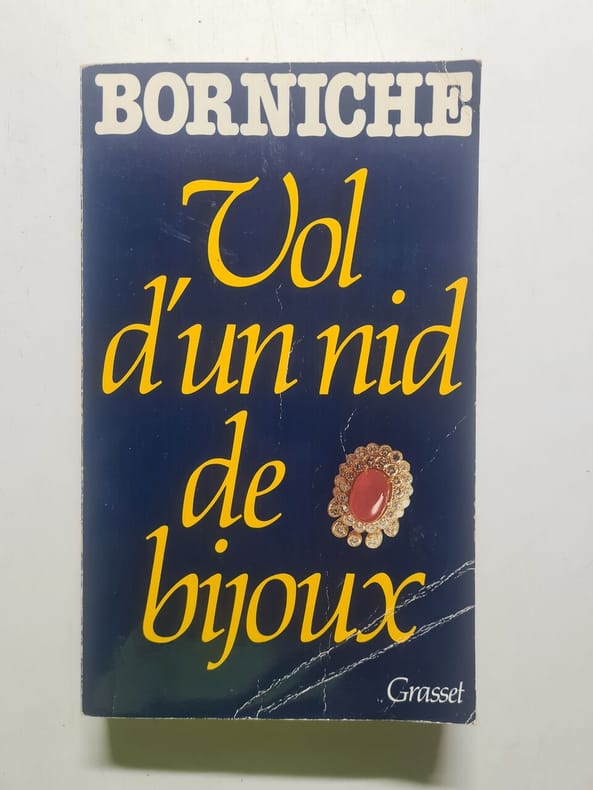 BORNICHE
Vol
d'un nid
de
bijoux
Grasset